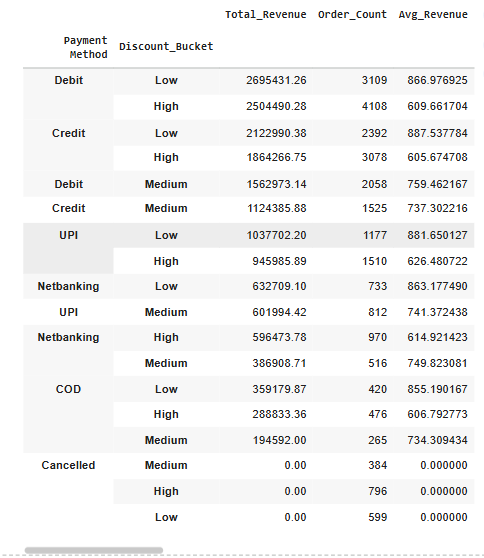 Total_Revenue Order_Count Avg_Revenue
Payment
Method Discount_Bucket
Debit Low 2695431.26 3109 866.976925
High 2504490.28 4108 609.661704
Credit Low 2122990.38 2392 887.537784
High 1864266.75 3078 605.674708
Debit Medium 1562973.14 2058 759.462167
Credit Medium 1124385.88 1525 737.302216
UPI Low 1037702.20 1177 881.650127
High 945985.89 1510 626.480722
Netbanking Low 632709.10 733 863.177490
UPI Medium 601994.42 812 741.372438
Netbanking High 596473.78 970 614.921423
Medium 386908.71 516 749.823081
COD Low 359179.87 420 855.190167
High 288833.36 476 606.792773
Medium 194592.00 265 734.309434
Cancelled Medium 0.00 384 0.000000
High 0.00 796 0.000000
Low 0.00 599 0.000000